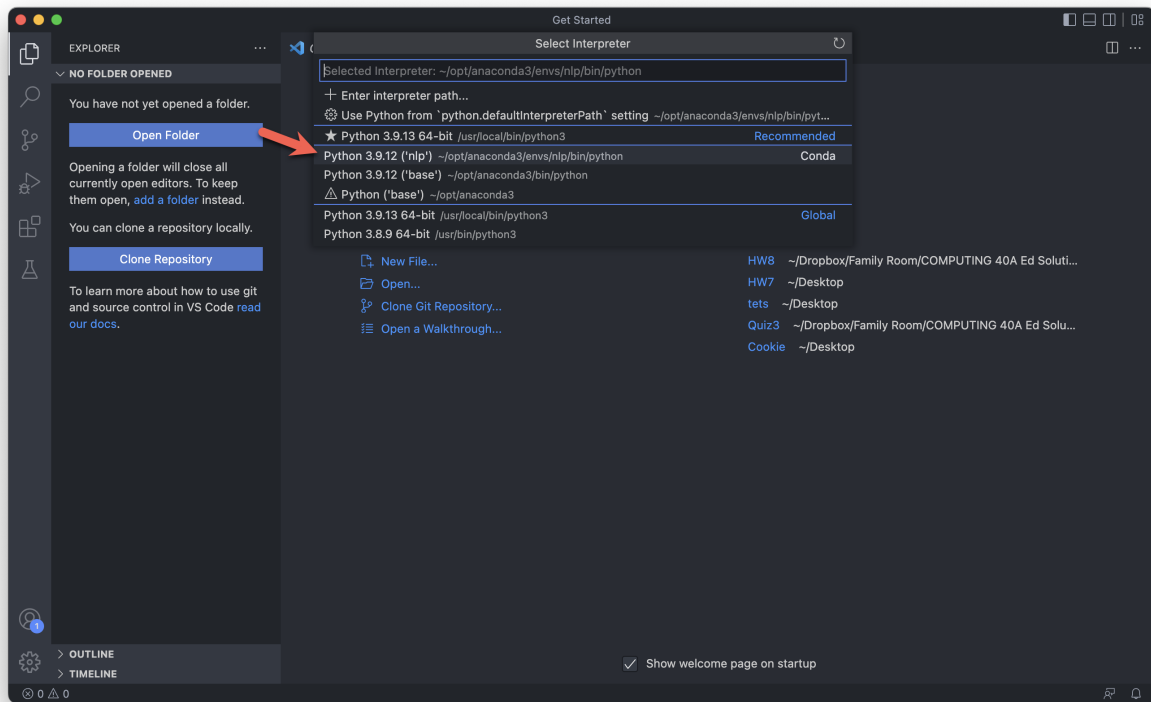 Get Started
EXPLORER
NO FOLDER OPENED
You have not yet opened a folder.
Open Folder
Opening a folder will close all
currently open editors. To keep
them open, add a folder instead.
You can clone a repository locally.
Clone Repository
To learn more about how to use git
and source control in VS Code read
our docs.
Select Interpreter
Selected Interpreter: ~/opt/anaconda3/envs/nlp/bin/python
+ Enter interpreter path...
Use Python from `python.defaultInterpreterPath` setting ~/opt/anaconda3/envs/nlp/bin/pyt...
★ Python 3.9.13 64-bit /usr/local/bin/python3 Recommended
Python 3.9.12 ('nlp') ~/opt/anaconda3/envs/nlp/bin/python Conda
Python 3.9.12 ('base') ~/opt/anaconda3/bin/python
⚠ Python ('base') ~/opt/anaconda3
Python 3.9.13 64-bit /usr/local/bin/python3 Global
Python 3.8.9 64-bit /usr/bin/python3
New File...
Open...
Clone Git Repository...
Open a Walkthrough...
HW8 ~/Dropbox/Family Room/COMPUTING 40A Ed Soluti...
HW7 ~/Desktop
tets ~/Desktop
Quiz3 ~/Dropbox/Family Room/COMPUTING 40A Ed Solu...
Cookie ~/Desktop
Show welcome page on startup
1
OUTLINE
TIMELINE
0 0